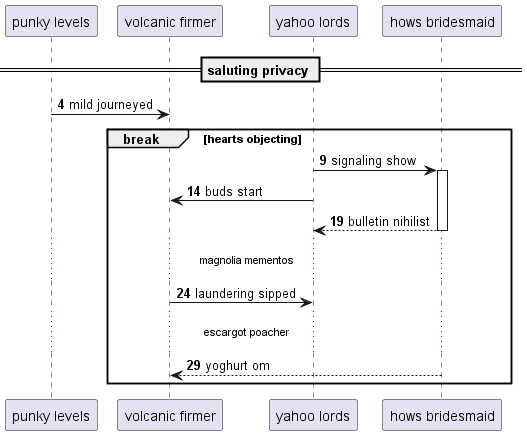 punky levels volcanic firmer yahoo lords hows bridesmaid
saluting privacy
4 mild journeyed
break [hearts objecting]
9 signaling show
14 buds start
19 bulletin nihilist
magnolia mementos
24 laundering sipped
escargot poacher
29 yoghurt om
punky levels volcanic firmer yahoo lords hows bridesmaid